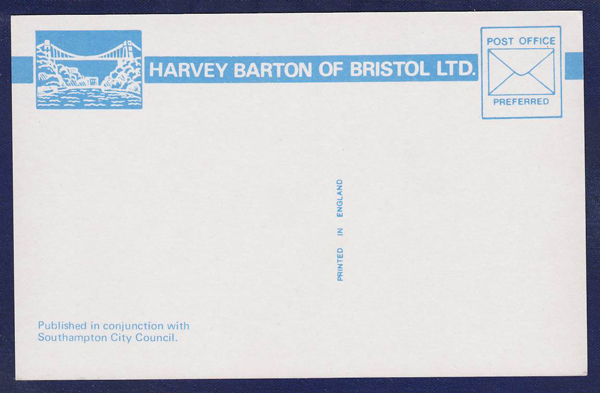 HARVEY BARTON OF BRISTOL LTD.
POST OFFICE
PREFERRED
PRINTED IN ENGLAND
Published in conjunction with
Southampton City Council.